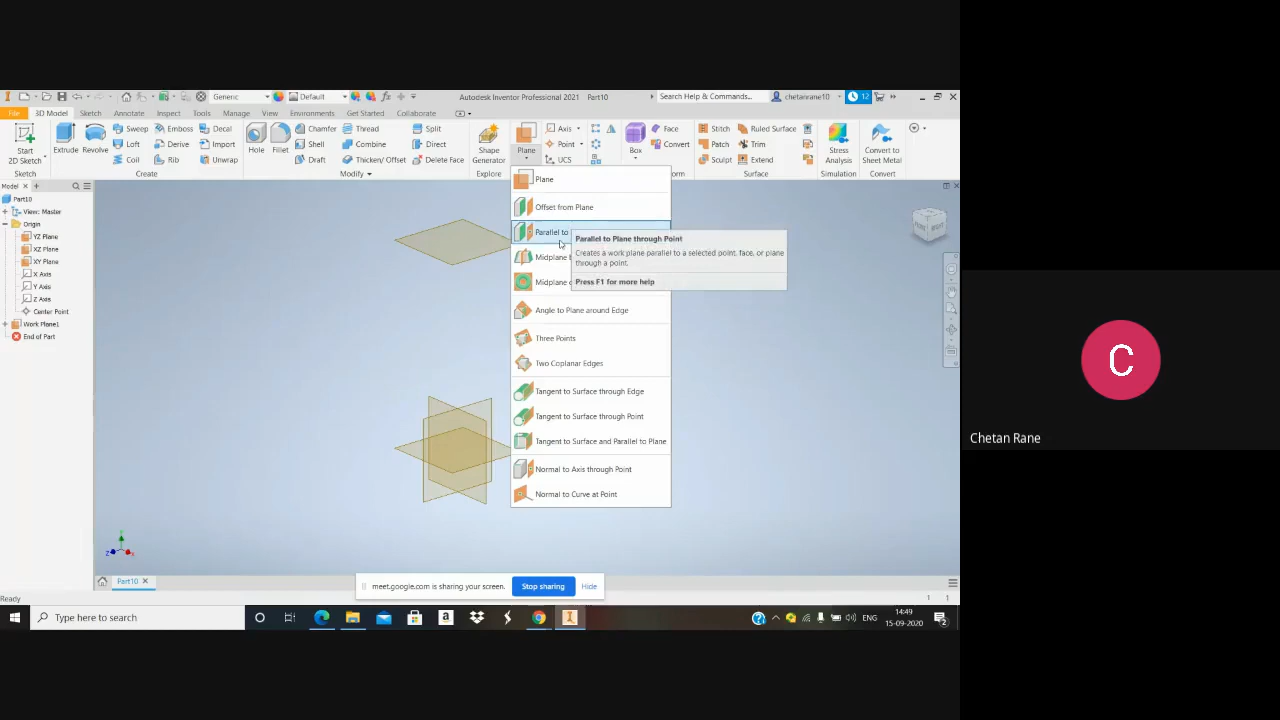 Generic
Default
Autodesk Inventor Professional 2021 Part10
Search Help & Commands...
chetanrane10
12
File 3D Model Sketch Annotate Inspect Tools Manage View Environments Get Started Collaborate
Start 2D Sketch
Extrude
Revolve
Sweep
Loft
Coil
Emboss
Derive
Rib
Decal
Import
Unwrap
Hole
Fillet
Chamfer
Shell
Draft
Thread
Combine
Thicken/ Offset
Split
Direct
Delete Face
Shape Generator
Plane
Axis
Point
UCS
Box
Face
Convert
Stitch
Patch
Sculpt
Ruled Surface
Trim
Extend
Stress Analysis
Convert to Sheet Metal
Sketch Create Modify Explore Surface Simulation Convert
Model
Part10
View: Master
Origin
YZ Plane
XZ Plane
XY Plane
X Axis
Y Axis
Z Axis
Center Point
Work Plane1
End of Part
Plane
Offset from Plane
Parallel to
Midplane
Midplane
Angle to Plane around Edge
Three Points
Two Coplanar Edges
Tangent to Surface through Edge
Tangent to Surface through Point
Tangent to Surface and Parallel to Plane
Normal to Axis through Point
Normal to Curve at Point
Parallel to Plane through Point
Creates a work plane parallel to a selected point, face, or plane
through a point.
Press F1 for more help
C
Chetan Rane
Part10
meet.google.com is sharing your screen.
Stop sharing
Hide
Ready
1 1
Type here to search
ENG
14:49
15-09-2020
2